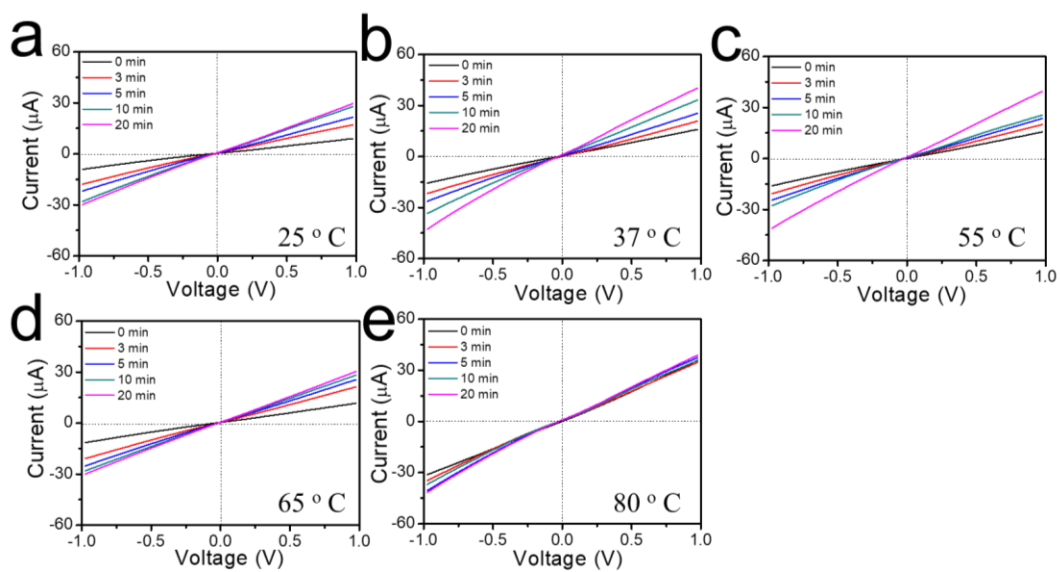 a
60
30
0
-30
-60
Current (μA)
0 min
3 min
5 min
10 min
20 min
25 º C
-1.0 -0.5 0.0 0.5 1.0
Voltage (V)
b
60
30
0
-30
-60
Current (μA)
0 min
3 min
5 min
10 min
20 min
37 º C
-1.0 -0.5 0.0 0.5 1.0
Voltage (V)
c
60
30
0
-30
-60
Current (μA)
0 min
3 min
5 min
10 min
20 min
55 º C
-1.0 -0.5 0.0 0.5 1.0
Voltage (V)
d
60
30
0
-30
-60
Current (μA)
0 min
3 min
5 min
10 min
20 min
65 º C
-1.0 -0.5 0.0 0.5 1.0
Voltage (V)
e
60
30
0
-30
-60
Current (μA)
0 min
3 min
5 min
10 min
20 min
80 º C
-1.0 -0.5 0.0 0.5 1.0
Voltage (V)